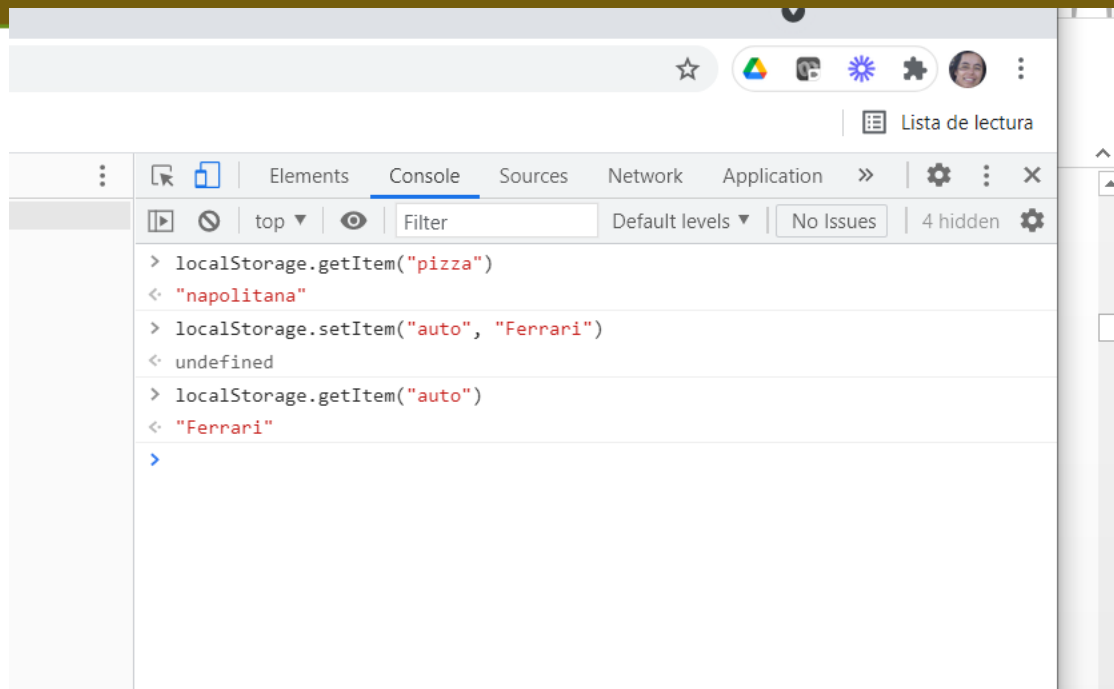 Lista de lectura
Elements Console Sources Network Application »
top ▼ Filter Default levels ▼ No Issues 4 hidden
> localStorage.getItem("pizza")
<· "napolitana"
> localStorage.setItem("auto", "Ferrari")
<· undefined
> localStorage.getItem("auto")
<· "Ferrari"
>